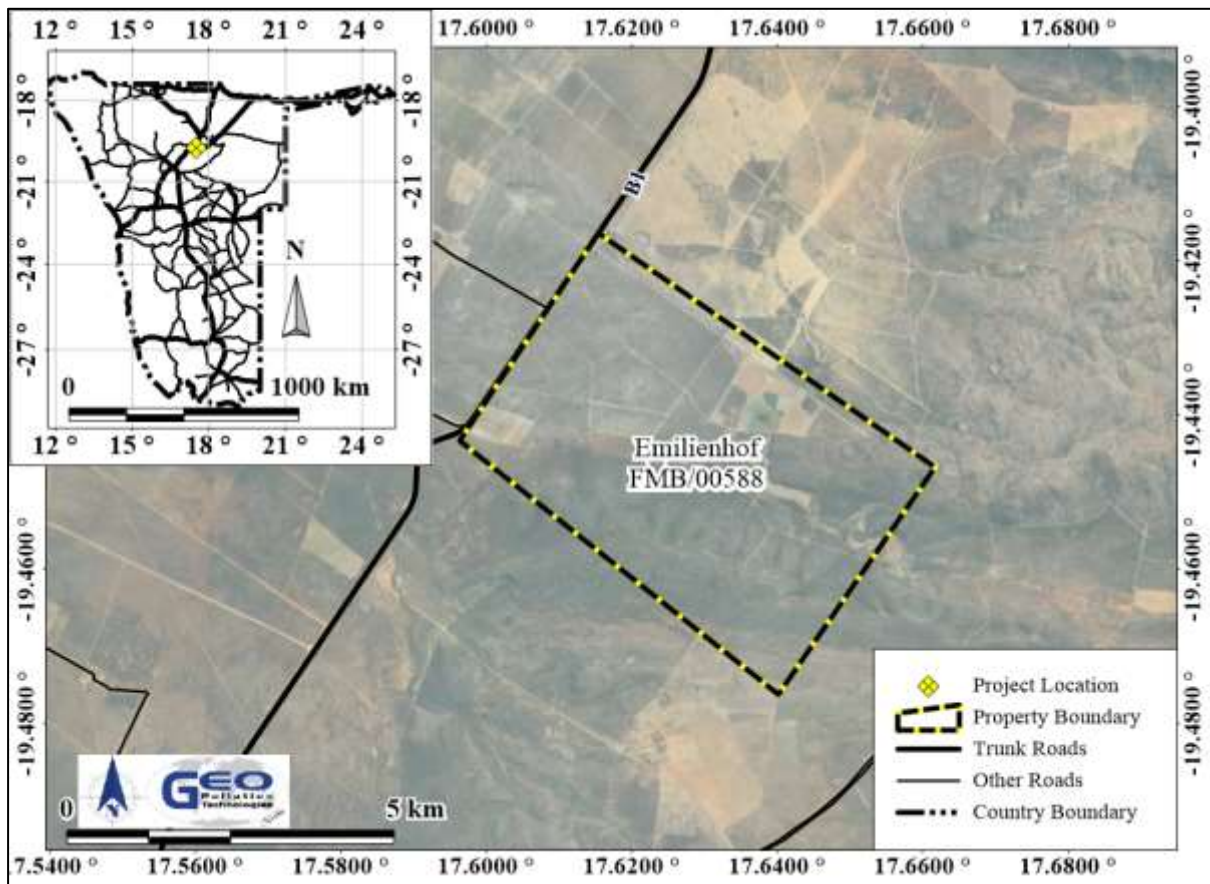 12 ° 15 ° 18 ° 21 ° 24 °
-18°
-21°
-24°
-27°
N
0 1000 km
12 ° 15 ° 18 ° 21 ° 24 °
-18°
-21°
-24°
-27°
17.6000 ° 17.6200 ° 17.6400 ° 17.6600 ° 17.6800 °
-19.4000 °
-19.4200 °
-19.4400 °
-19.4600 °
-19.4800 °
B1
Emilienhof
FMB/00588
-19.4600 °
-19.4800 °
GEO
Pollution
Technologies
0 5 km
Project Location
Property Boundary
Trunk Roads
Other Roads
Country Boundary
17.5400 ° 17.5600 ° 17.5800 ° 17.6000 ° 17.6200 ° 17.6400 ° 17.6600 ° 17.6800 °